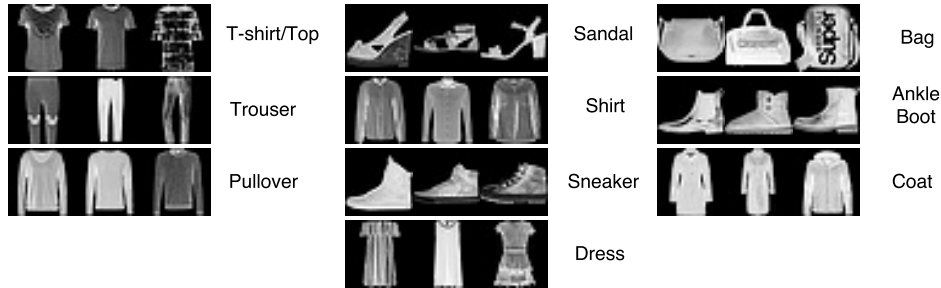 T-shirt/Top
Trouser
Pullover
Sandal
Shirt
Sneaker
Dress
Super
Bag
Ankle
Boot
Coat